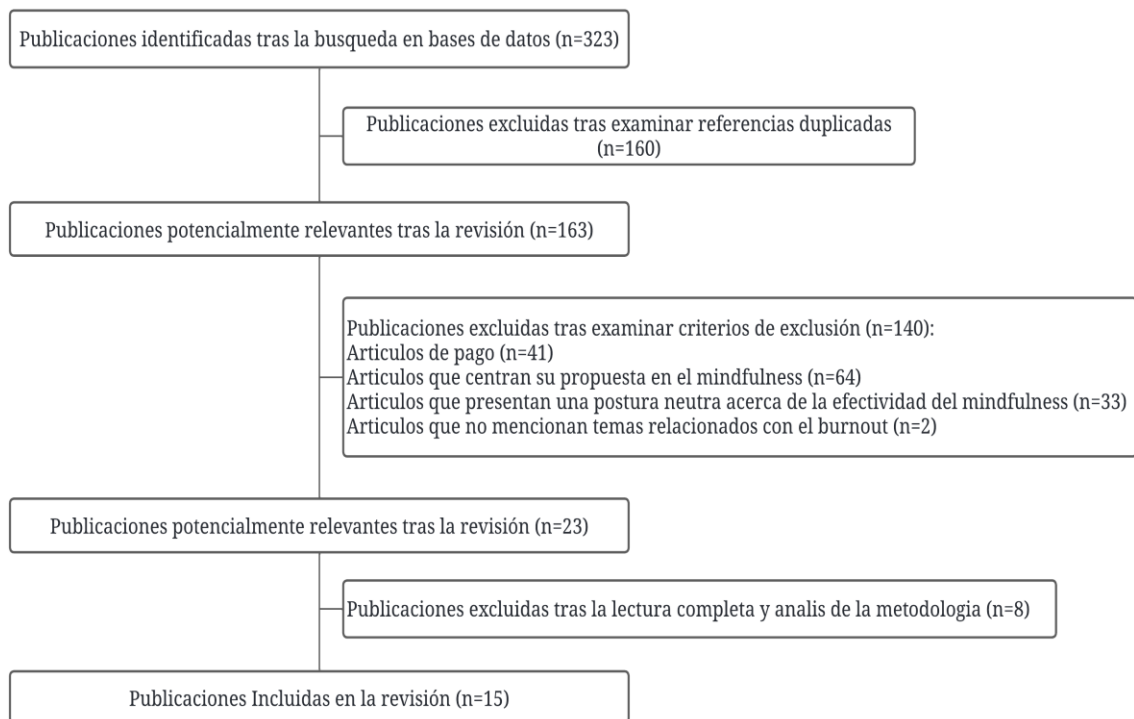 Publicaciones identificadas tras la busqueda en bases de datos (n=323)
Publicaciones excluidas tras examinar referencias duplicadas
(n=160)
Publicaciones potencialmente relevantes tras la revisión (n=163)
Publicaciones excluidas tras examinar criterios de exclusión (n=140):
Articulos de pago (n=41)
Articulos que centran su propuesta en el mindfulness (n=64)
Articulos que presentan una postura neutra acerca de la efectividad del mindfulness (n=33)
Articulos que no mencionan temas relacionados con el burnout (n=2)
Publicaciones potencialmente relevantes tras la revisión (n=23)
Publicaciones excluidas tras la lectura completa y analis de la metodologia (n=8)
Publicaciones Incluidas en la revisión (n=15)